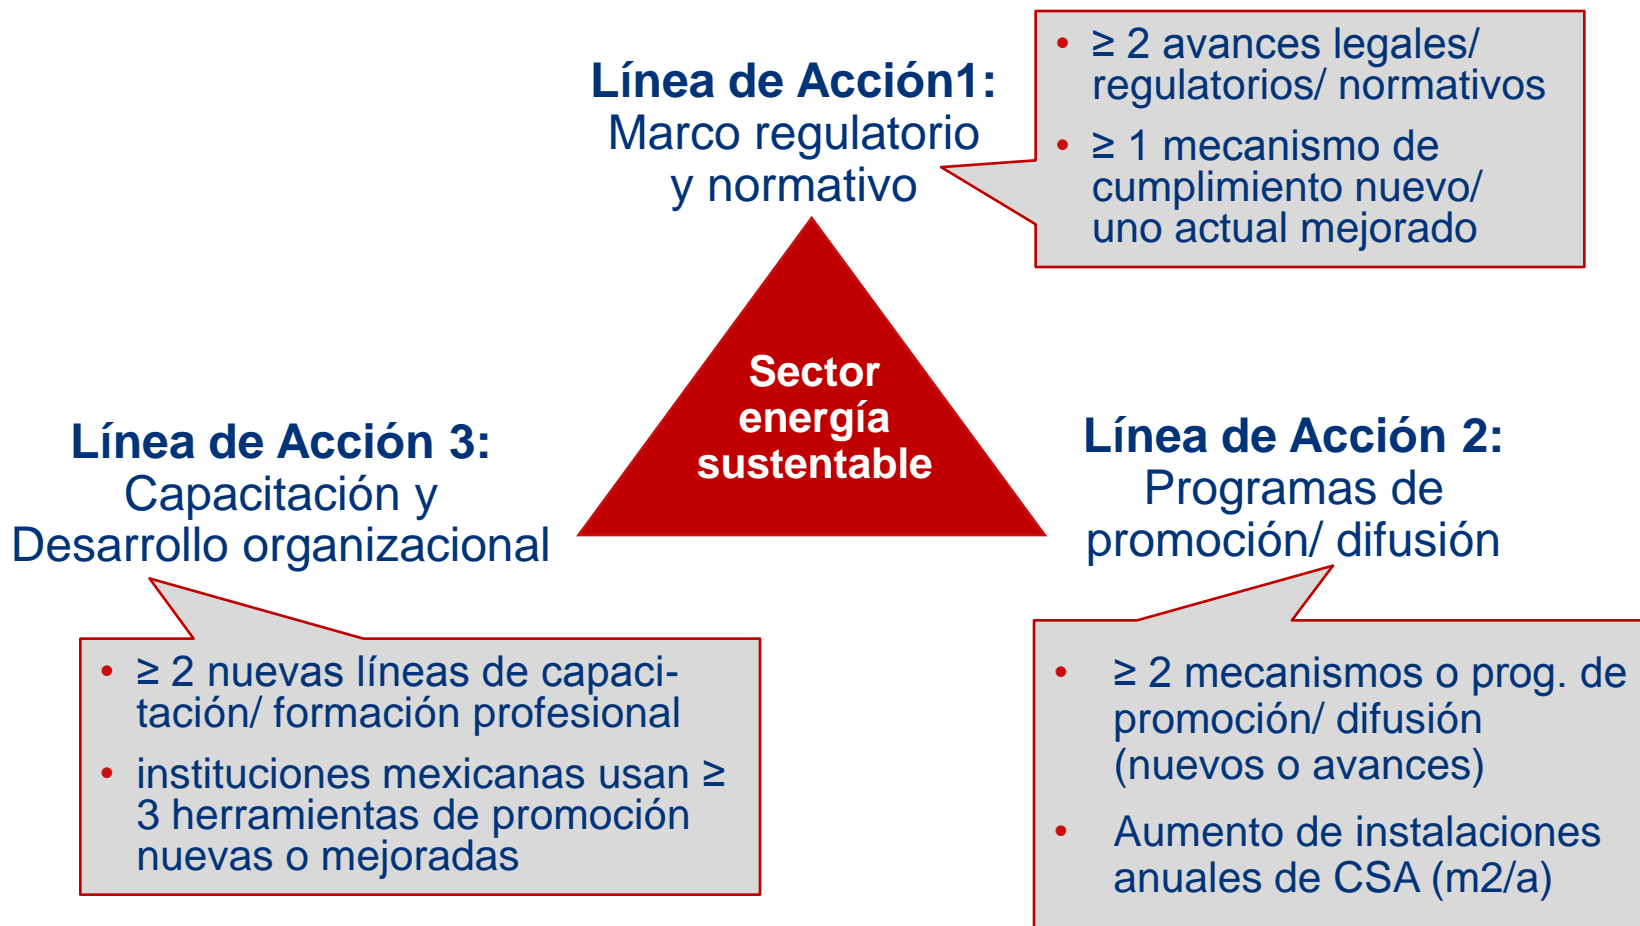 Línea de Acción1:
Marco regulatorio
y normativo
• ≥ 2 avances legales/
regulatorios/ normativos
• ≥ 1 mecanismo de
cumplimiento nuevo/
uno actual mejorado
Sector
energía
sustentable
Línea de Acción 3:
Capacitación y
Desarrollo organizacional
Línea de Acción 2:
Programas de
promoción/ difusión
• ≥ 2 nuevas líneas de capaci-
tación/ formación profesional
• instituciones mexicanas usan ≥
3 herramientas de promoción
nuevas o mejoradas
• ≥ 2 mecanismos o prog. de
promoción/ difusión
(nuevos o avances)
• Aumento de instalaciones
anuales de CSA (m2/a)